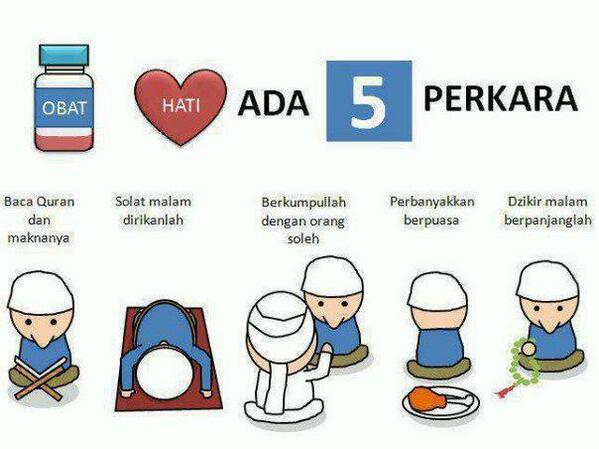 OBAT HATI ADA 5 PERKARA
Baca Quran
dan
maknanya
Solat malam
dirikanlah
Berkumpullah
dengan orang
soleh
Perbanyakkan
berpuasa
Dzikir malam
berpanjanglah